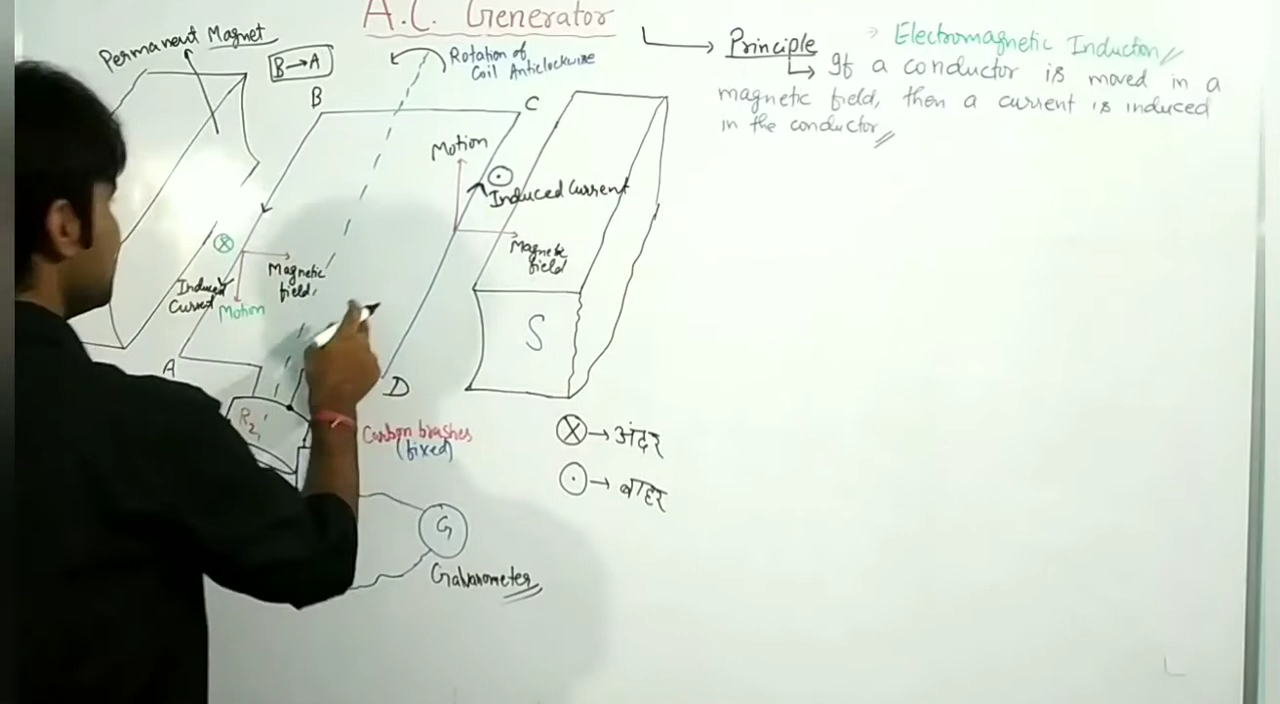 A.C. Generator
Permanent Magnet
B→A
Rotation of
Coil Anticlockwise
B
C
Motion
Induced Current
Magnetic
field
Magnetic
field,
Induced
Current
Motion
A
D
S
R₂
Carbon brashes
(fixed)
G
Galvanometer
⊗ → अंदर
⊙ → बाहर
Principle
Electromagnetic Induction
If a conductor is moved in a
magnetic field, then a current is induced
in the conductor